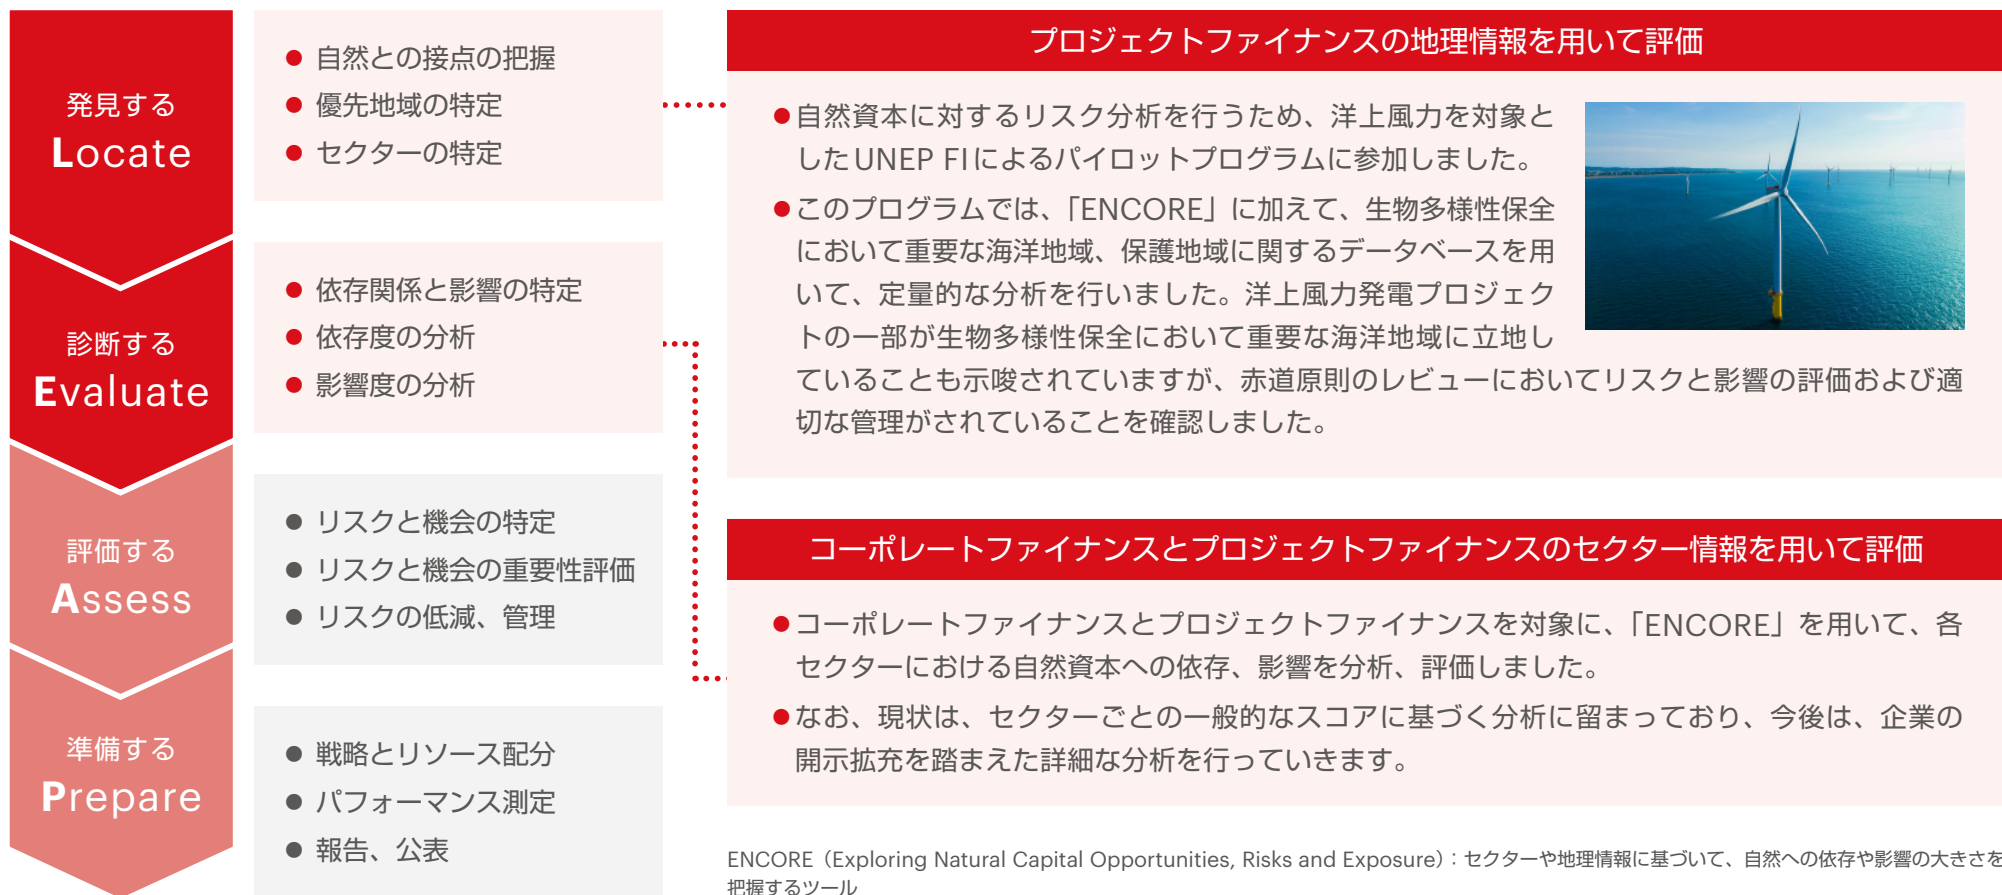 発見する
Locate
自然との接点の把握
優先地域の特定
セクターの特定
診断する
Evaluate
依存関係と影響の特定
依存度の分析
影響度の分析
評価する
Assess
リスクと機会の特定
リスクと機会の重要性評価
リスクの低減、管理
準備する
Prepare
戦略とリソース配分
パフォーマンス測定
報告、公表
プロジェクトファイナンスの地理情報を用いて評価
●自然資本に対するリスク分析を行うため、洋上風力を対象と
したUNEP FIによるパイロットプログラムに参加しました。
●このプログラムでは、「ENCORE」に加えて、生物多様性保全
において重要な海洋地域、保護地域に関するデータベースを用
いて、定量的な分析を行いました。洋上風力発電プロジェク
トの一部が生物多様性保全において重要な海洋地域に立地し
ていることも示唆されていますが、赤道原則のレビューにおいてリスクと影響の評価および適
切な管理がされていることを確認しました。
コーポレートファイナンスとプロジェクトファイナンスのセクター情報を用いて評価
●コーポレートファイナンスとプロジェクトファイナンスを対象に、「ENCORE」を用いて、各
セクターにおける自然資本への依存、影響を分析、評価しました。
●なお、現状は、セクターごとの一般的なスコアに基づく分析に留まっており、今後は、企業の
開示拡充を踏まえた詳細な分析を行っていきます。
ENCORE（Exploring Natural Capital Opportunities, Risks and Exposure）：セクターや地理情報に基づいて、自然への依存や影響の大きさを
把握するツール